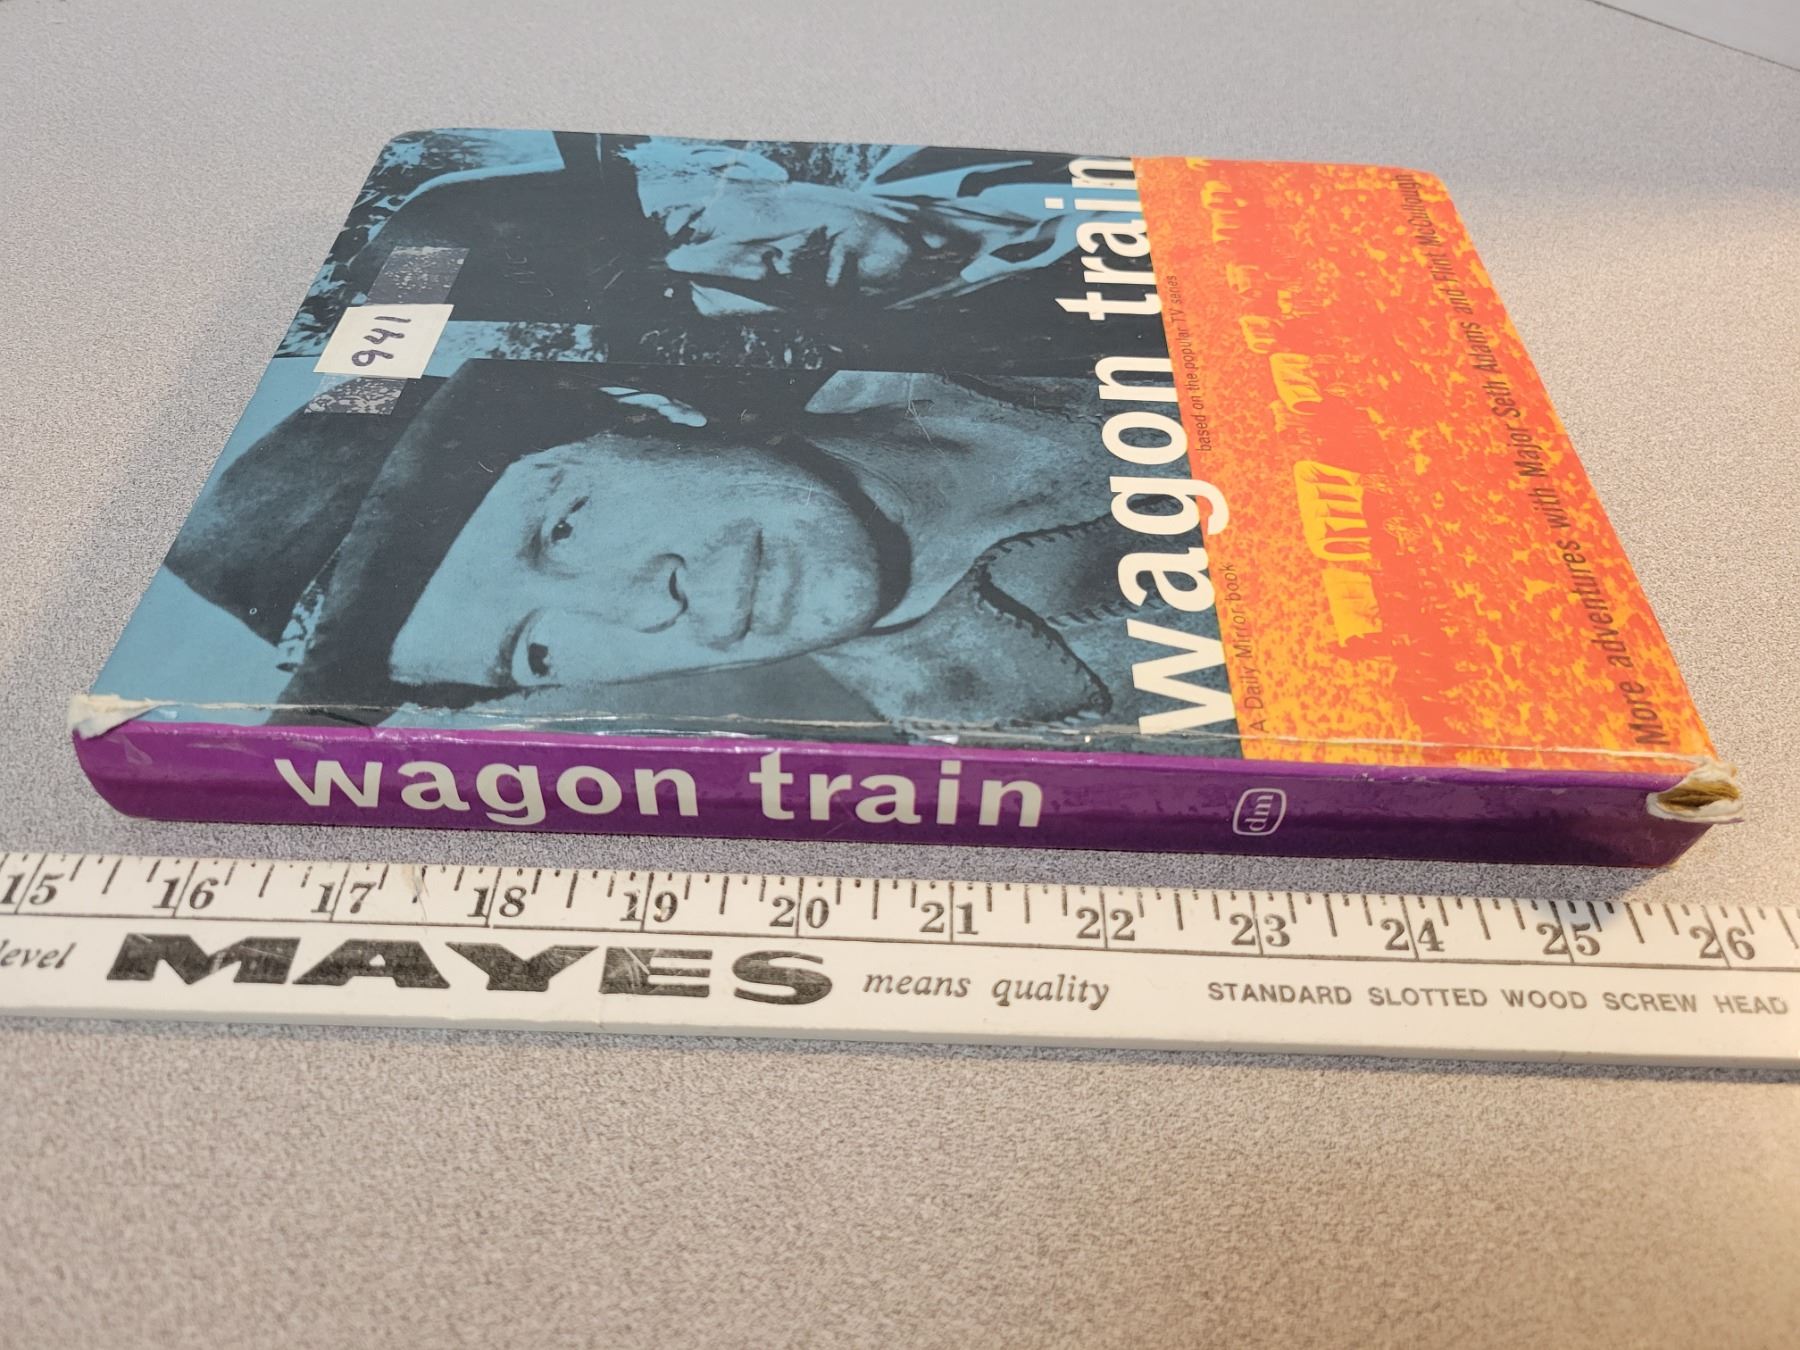 941
wagon train
based on the popular TV series
A Daily Mirror book
More adventures with Major Seth Adams and Flint McCullough
wagon train
dm
15 16 17 18 19 20 21 22 23 24 25 26
level MAYES means quality STANDARD SLOTTED WOOD SCREW HEAD